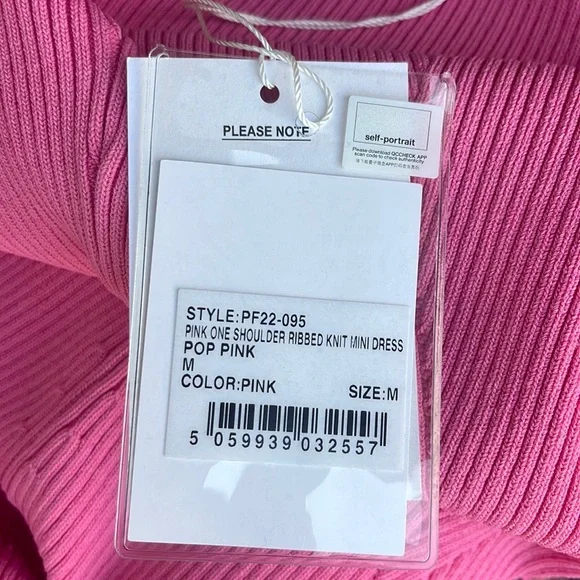 PLEASE NOTE
self-portrait
Please download QCCHECK APP
scan code to check authenticity
STYLE:PF22-095
PINK ONE SHOULDER RIBBED KNIT MINI DRESS
POP PINK
M
COLOR:PINK SIZE:M
5 059939 032557